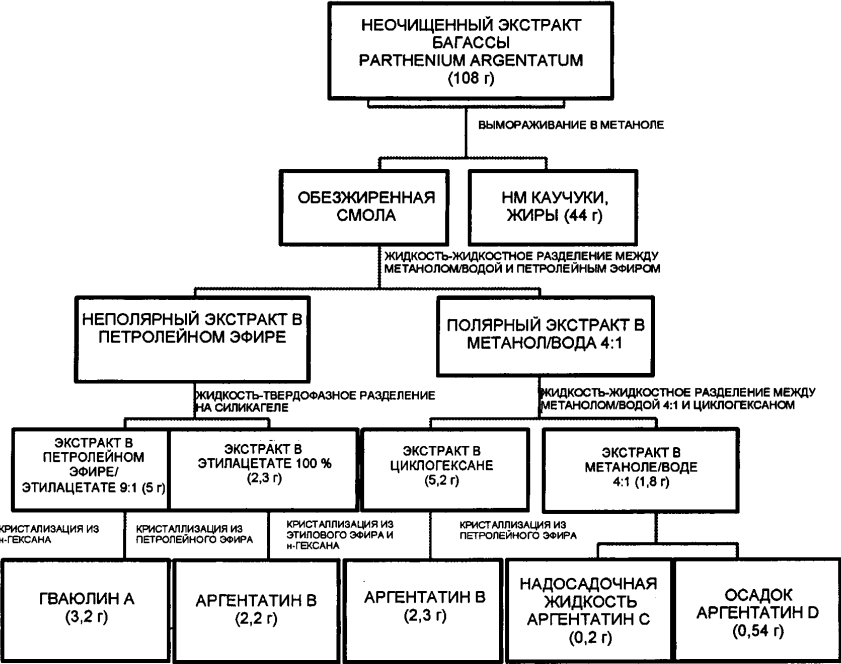 НЕОЧИЩЕННЫЙ ЭКСТРАКТ
БАГАССЫ
PARTHENIUM ARGENTATUM
(108 г)
ВЫМОРАЖИВАНИЕ В МЕТАНОЛЕ
ОБЕЗЖИРЕННАЯ
СМОЛА
НМ КАУЧУКИ,
ЖИРЫ (44 г)
ЖИДКОСТЬ-ЖИДКОСТНОЕ РАЗДЕЛЕНИЕ МЕЖДУ
МЕТАНОЛОМ/ВОДОЙ И ПЕТРОЛЕЙНЫМ ЭФИРОМ
НЕПОЛЯРНЫЙ ЭКСТРАКТ В
ПЕТРОЛЕЙНОМ ЭФИРЕ
ПОЛЯРНЫЙ ЭКСТРАКТ В
МЕТАНОЛ/ВОДА 4:1
ЖИДКОСТЬ-ТВЕРДОФАЗНОЕ РАЗДЕЛЕНИЕ
НА СИЛИКАГЕЛЕ
ЖИДКОСТЬ-ЖИДКОСТНОЕ РАЗДЕЛЕНИЕ МЕЖДУ
МЕТАНОЛОМ/ВОДОЙ 4:1 И ЦИКЛОГЕКСАНОМ
ЭКСТРАКТ В
ПЕТРОЛЕЙНОМ
ЭФИРЕ/
ЭТИЛАЦЕТАТЕ 9:1 (5 г)
ЭКСТРАКТ В
ЭТИЛАЦЕТАТЕ 100 %
(2,3 г)
ЭКСТРАКТ В
ЦИКЛОГЕКСАНЕ
(5,2 г)
ЭКСТРАКТ В
МЕТАНОЛЕ/ВОДЕ
4:1 (1,8 г)
КРИСТАЛИЗАЦИЯ ИЗ
н-ГЕКСАНА
КРИСТАЛЛИЗАЦИЯ ИЗ
ПЕТРОЛЕЙНОГО ЭФИРА
КРИСТАЛЛИЗАЦИЯ ИЗ
ЭТИЛОВОГО ЭФИРА И
н-ГЕКСАНА
КРИСТАЛЛИЗАЦИЯ ИЗ
ПЕТРОЛЕЙНОГО ЭФИРА
ГВАЮЛИН А
(3,2 г)
АРГЕНТАТИН В
(2,2 г)
АРГЕНТАТИН В
(2,3 г)
НАДОСАДОЧНАЯ
ЖИДКОСТЬ
АРГЕНТАТИН С
(0,2 г)
ОСАДОК
АРГЕНТАТИН D
(0,54 г)